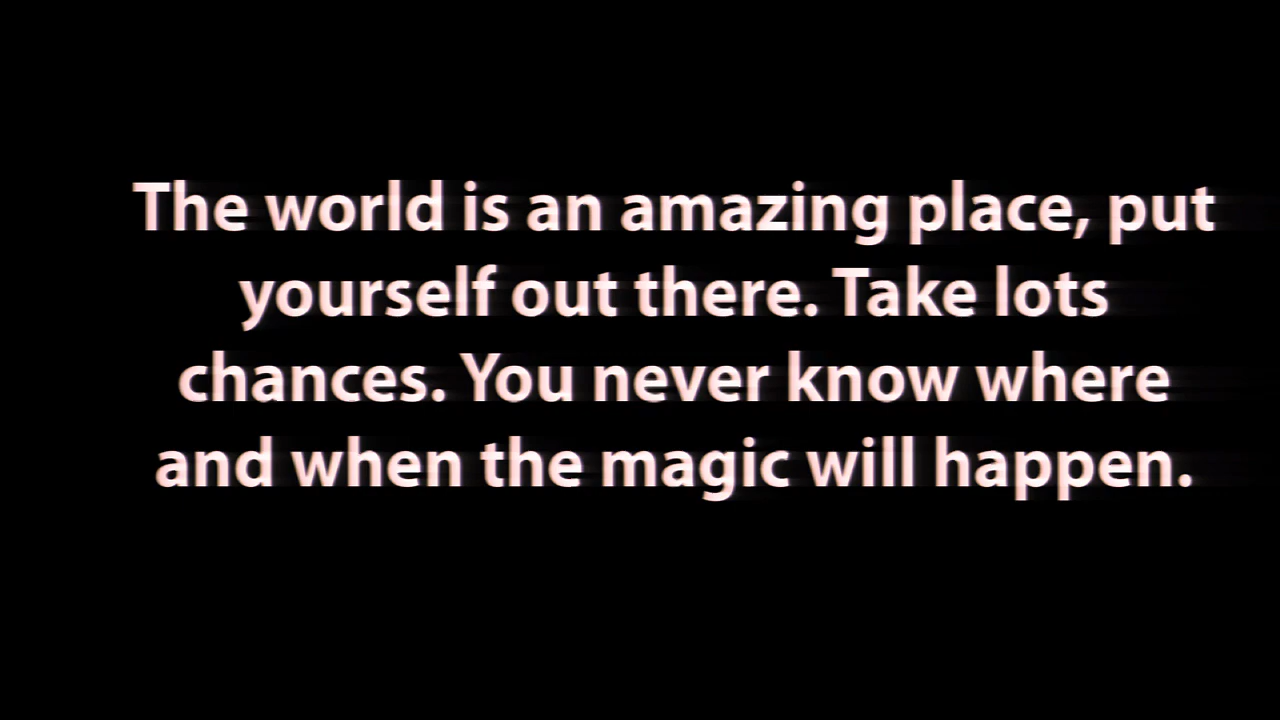 The world is an amazing place, put
yourself out there. Take lots
chances. You never know where
and when the magic will happen.